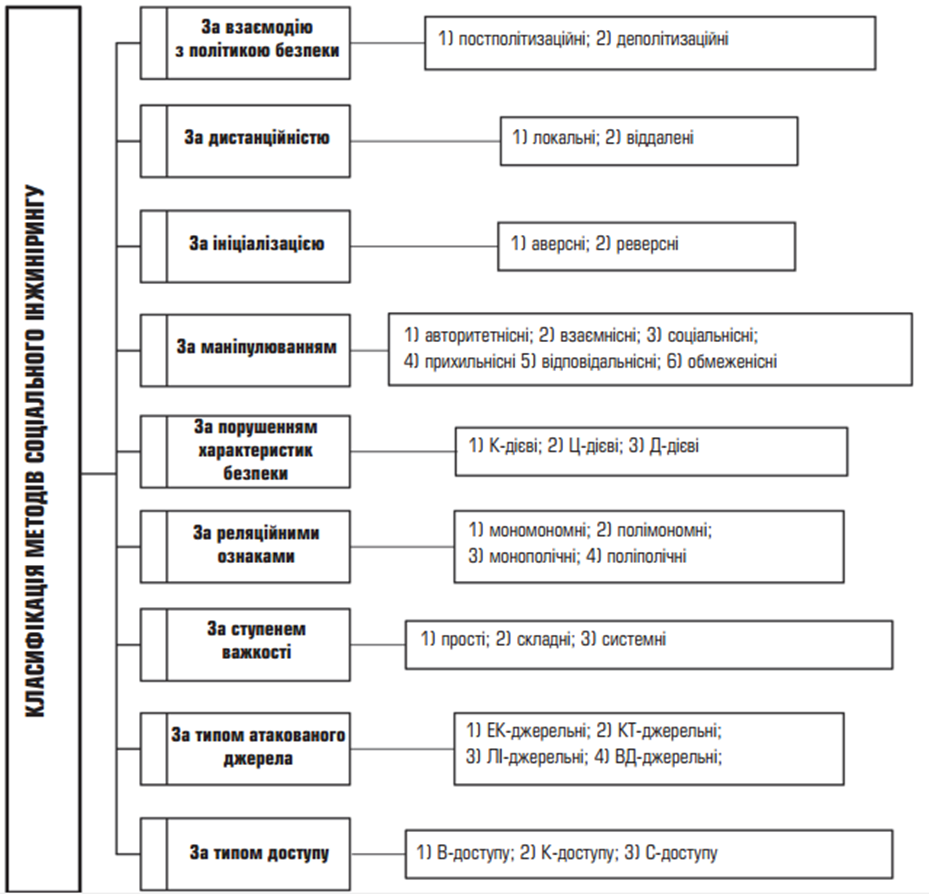 КЛАСИФІКАЦІЯ МЕТОДІВ СОЦІАЛЬНОГО ІНЖИНІРИНГУ
За взаємодію
з політикою безпеки
1) постполітизаційні; 2) деполітизаційні
За дистанційністю
1) локальні; 2) віддалені
За ініціалізацією
1) аверсні; 2) реверсні
За маніпулюванням
1) авторитетнісні; 2) взаємнісні; 3) соціальнісні;
4) прихильнісні 5) відповідальнісні; 6) обмеженісні
За порушенням
характеристик
безпеки
1) К-дієві; 2) Ц-дієві; 3) Д-дієві
За реляційними
ознаками
1) мономономні; 2) полімономні;
3) монополічні; 4) поліполічні
За ступенем
важкості
1) прості; 2) складні; 3) системні
За типом атакованого
джерела
1) ЕК-джерельні; 2) КТ-джерельні;
3) ЛІ-джерельні; 4) ВД-джерельні;
За типом доступу
1) В-доступу; 2) К-доступу; 3) С-доступу